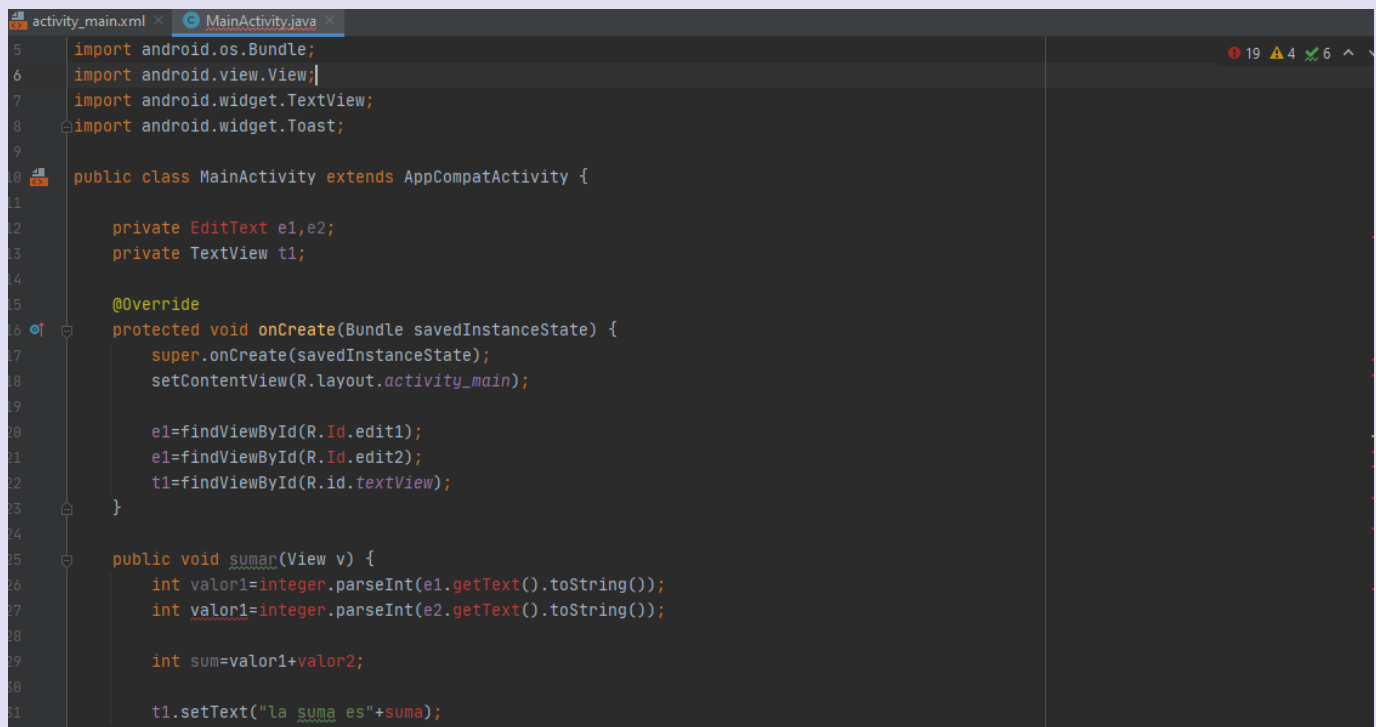 activity_main.xml × C MainActivity.java ×
19 4 6
5 import android.os.Bundle;
6 import android.view.View;
7 import android.widget.TextView;
8 import android.widget.Toast;
9
10 public class MainActivity extends AppCompatActivity {
11
12 private EditText e1,e2;
13 private TextView t1;
14
15 @Override
16 protected void onCreate(Bundle savedInstanceState) {
17 super.onCreate(savedInstanceState);
18 setContentView(R.layout.activity_main);
19
20 e1=findViewById(R.Id.edit1);
21 e1=findViewById(R.Id.edit2);
22 t1=findViewById(R.id.textView);
23 }
24
25 public void sumar(View v) {
26 int valor1=integer.parseInt(e1.getText().toString());
27 int valor1=integer.parseInt(e2.getText().toString());
28
29 int sum=valor1+valor2;
30
31 t1.setText("la suma es"+suma);